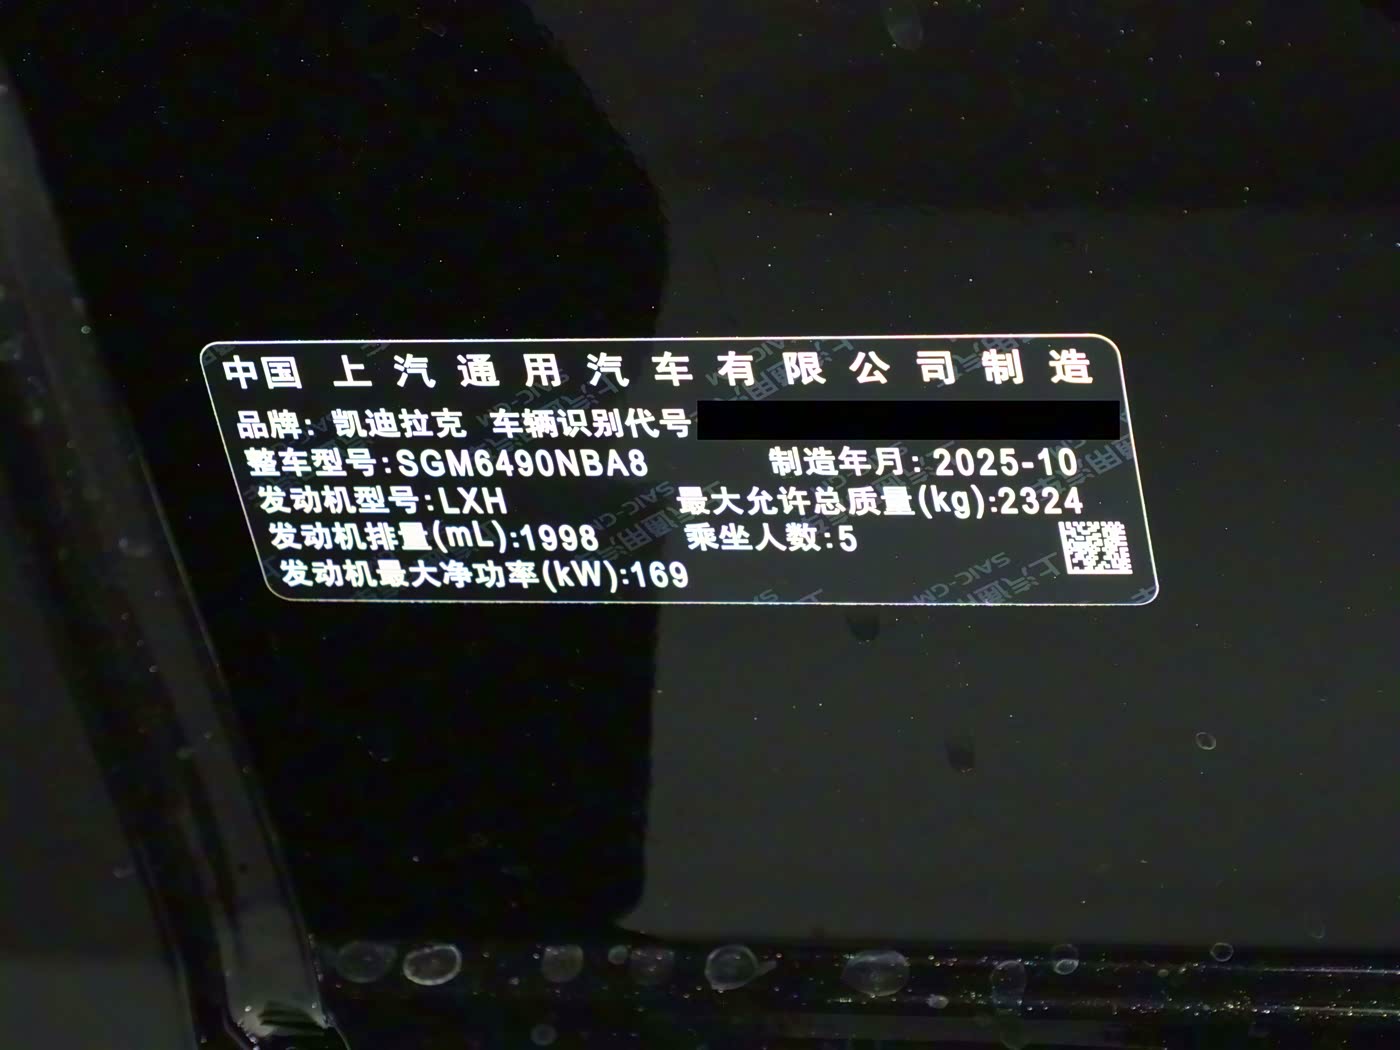 中国 上汽通用汽车有限公司制造
品牌: 凯迪拉克 车辆识别代号
整车型号:SGM6490NBA8 制造年月: 2025-10
发动机型号:LXH 最大允许总质量(kg):2324
发动机排量(mL):1998 乘坐人数:5
发动机最大净功率(kW):169